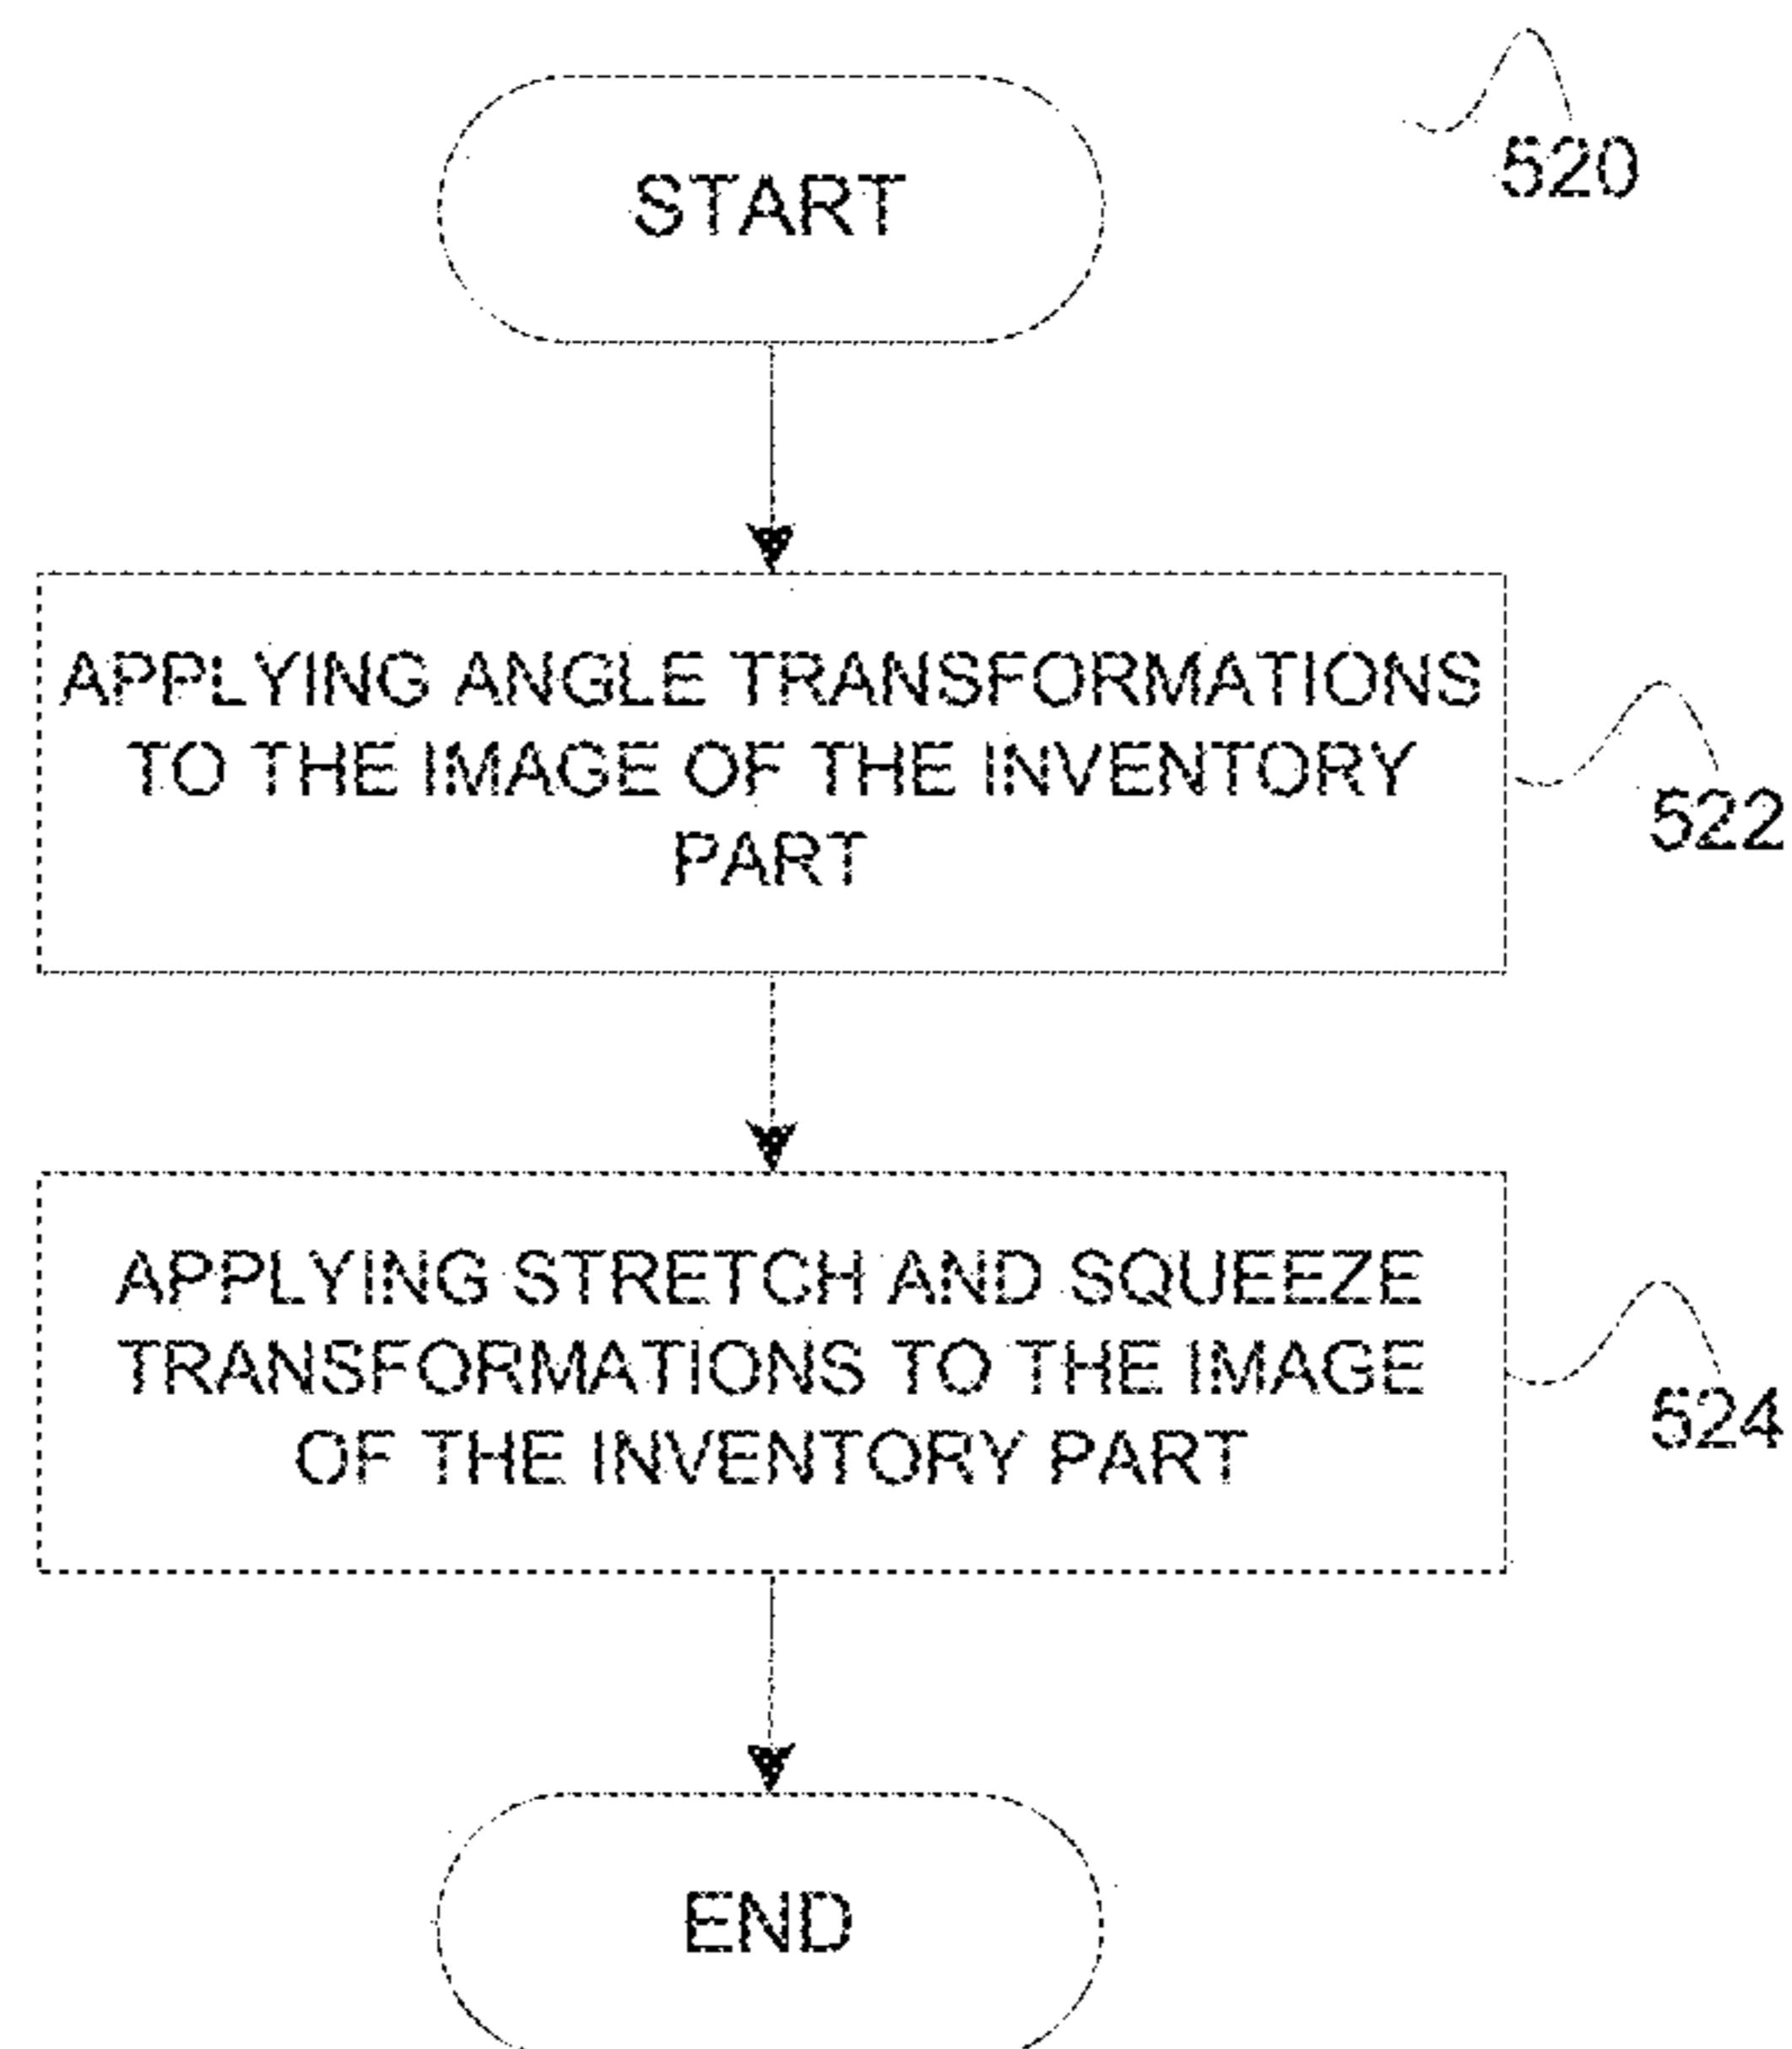 START
520
APPLYING ANGLE TRANSFORMATIONS
TO THE IMAGE OF THE INVENTORY
PART
522
APPLYING STRETCH AND SQUEEZE
TRANSFORMATIONS TO THE IMAGE
OF THE INVENTORY PART
524
END